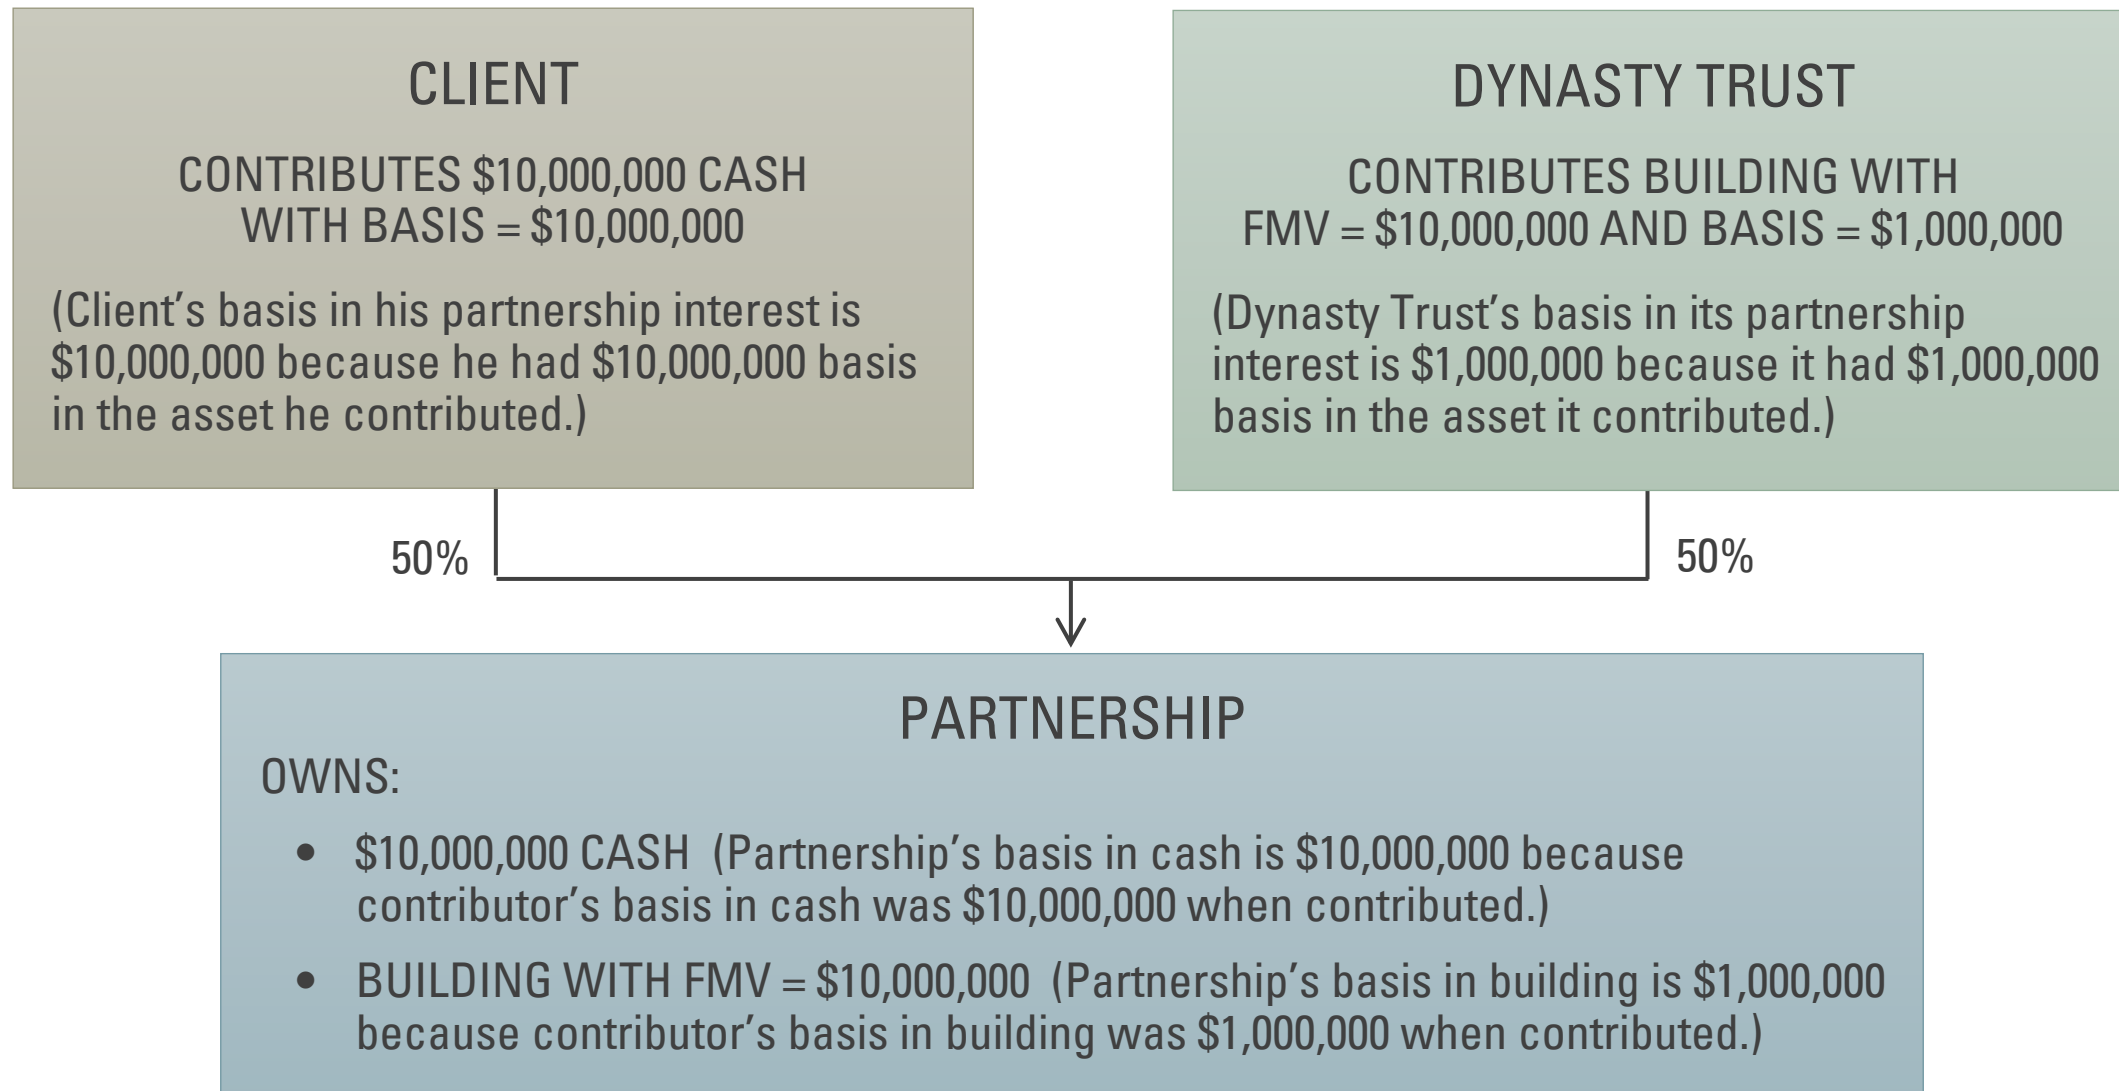 CLIENT
CONTRIBUTES $10,000,000 CASH
WITH BASIS = $10,000,000
(Client's basis in his partnership interest is
$10,000,000 because he had $10,000,000 basis
in the asset he contributed.)
DYNASTY TRUST
CONTRIBUTES BUILDING WITH
FMV = $10,000,000 AND BASIS = $1,000,000
(Dynasty Trust's basis in its partnership
interest is $1,000,000 because it had $1,000,000
basis in the asset it contributed.)
50%
50%
PARTNERSHIP
OWNS:
• $10,000,000 CASH (Partnership's basis in cash is $10,000,000 because
contributor's basis in cash was $10,000,000 when contributed.)
• BUILDING WITH FMV = $10,000,000 (Partnership's basis in building is $1,000,000
because contributor's basis in building was $1,000,000 when contributed.)